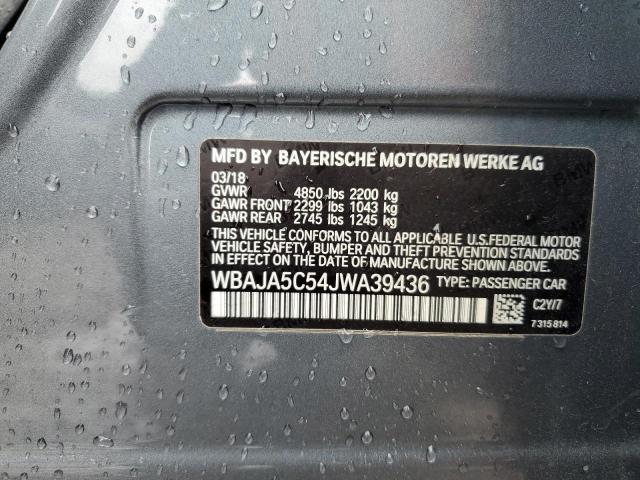 MFD BY BAYERISCHE MOTOREN WERKE AG
03/18
GVWR 4850 lbs 2200 kg
GAWR FRONT 2299 lbs 1043 kg
GAWR REAR 2745 lbs 1245 kg
THIS VEHICLE CONFORMS TO ALL APPLICABLE U.S.FEDERAL MOTOR
VEHICLE SAFETY, BUMPER AND THEFT PREVENTION STANDARDS
IN EFFECT ON THE DATE OF MANUFACTURE SHOWN ABOVE.
WBAJA5C54JWA39436 TYPE: PASSENGER CAR
C2Y/7
7315814